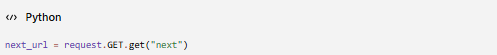 </> Python
next_url = request.GET.get("next")